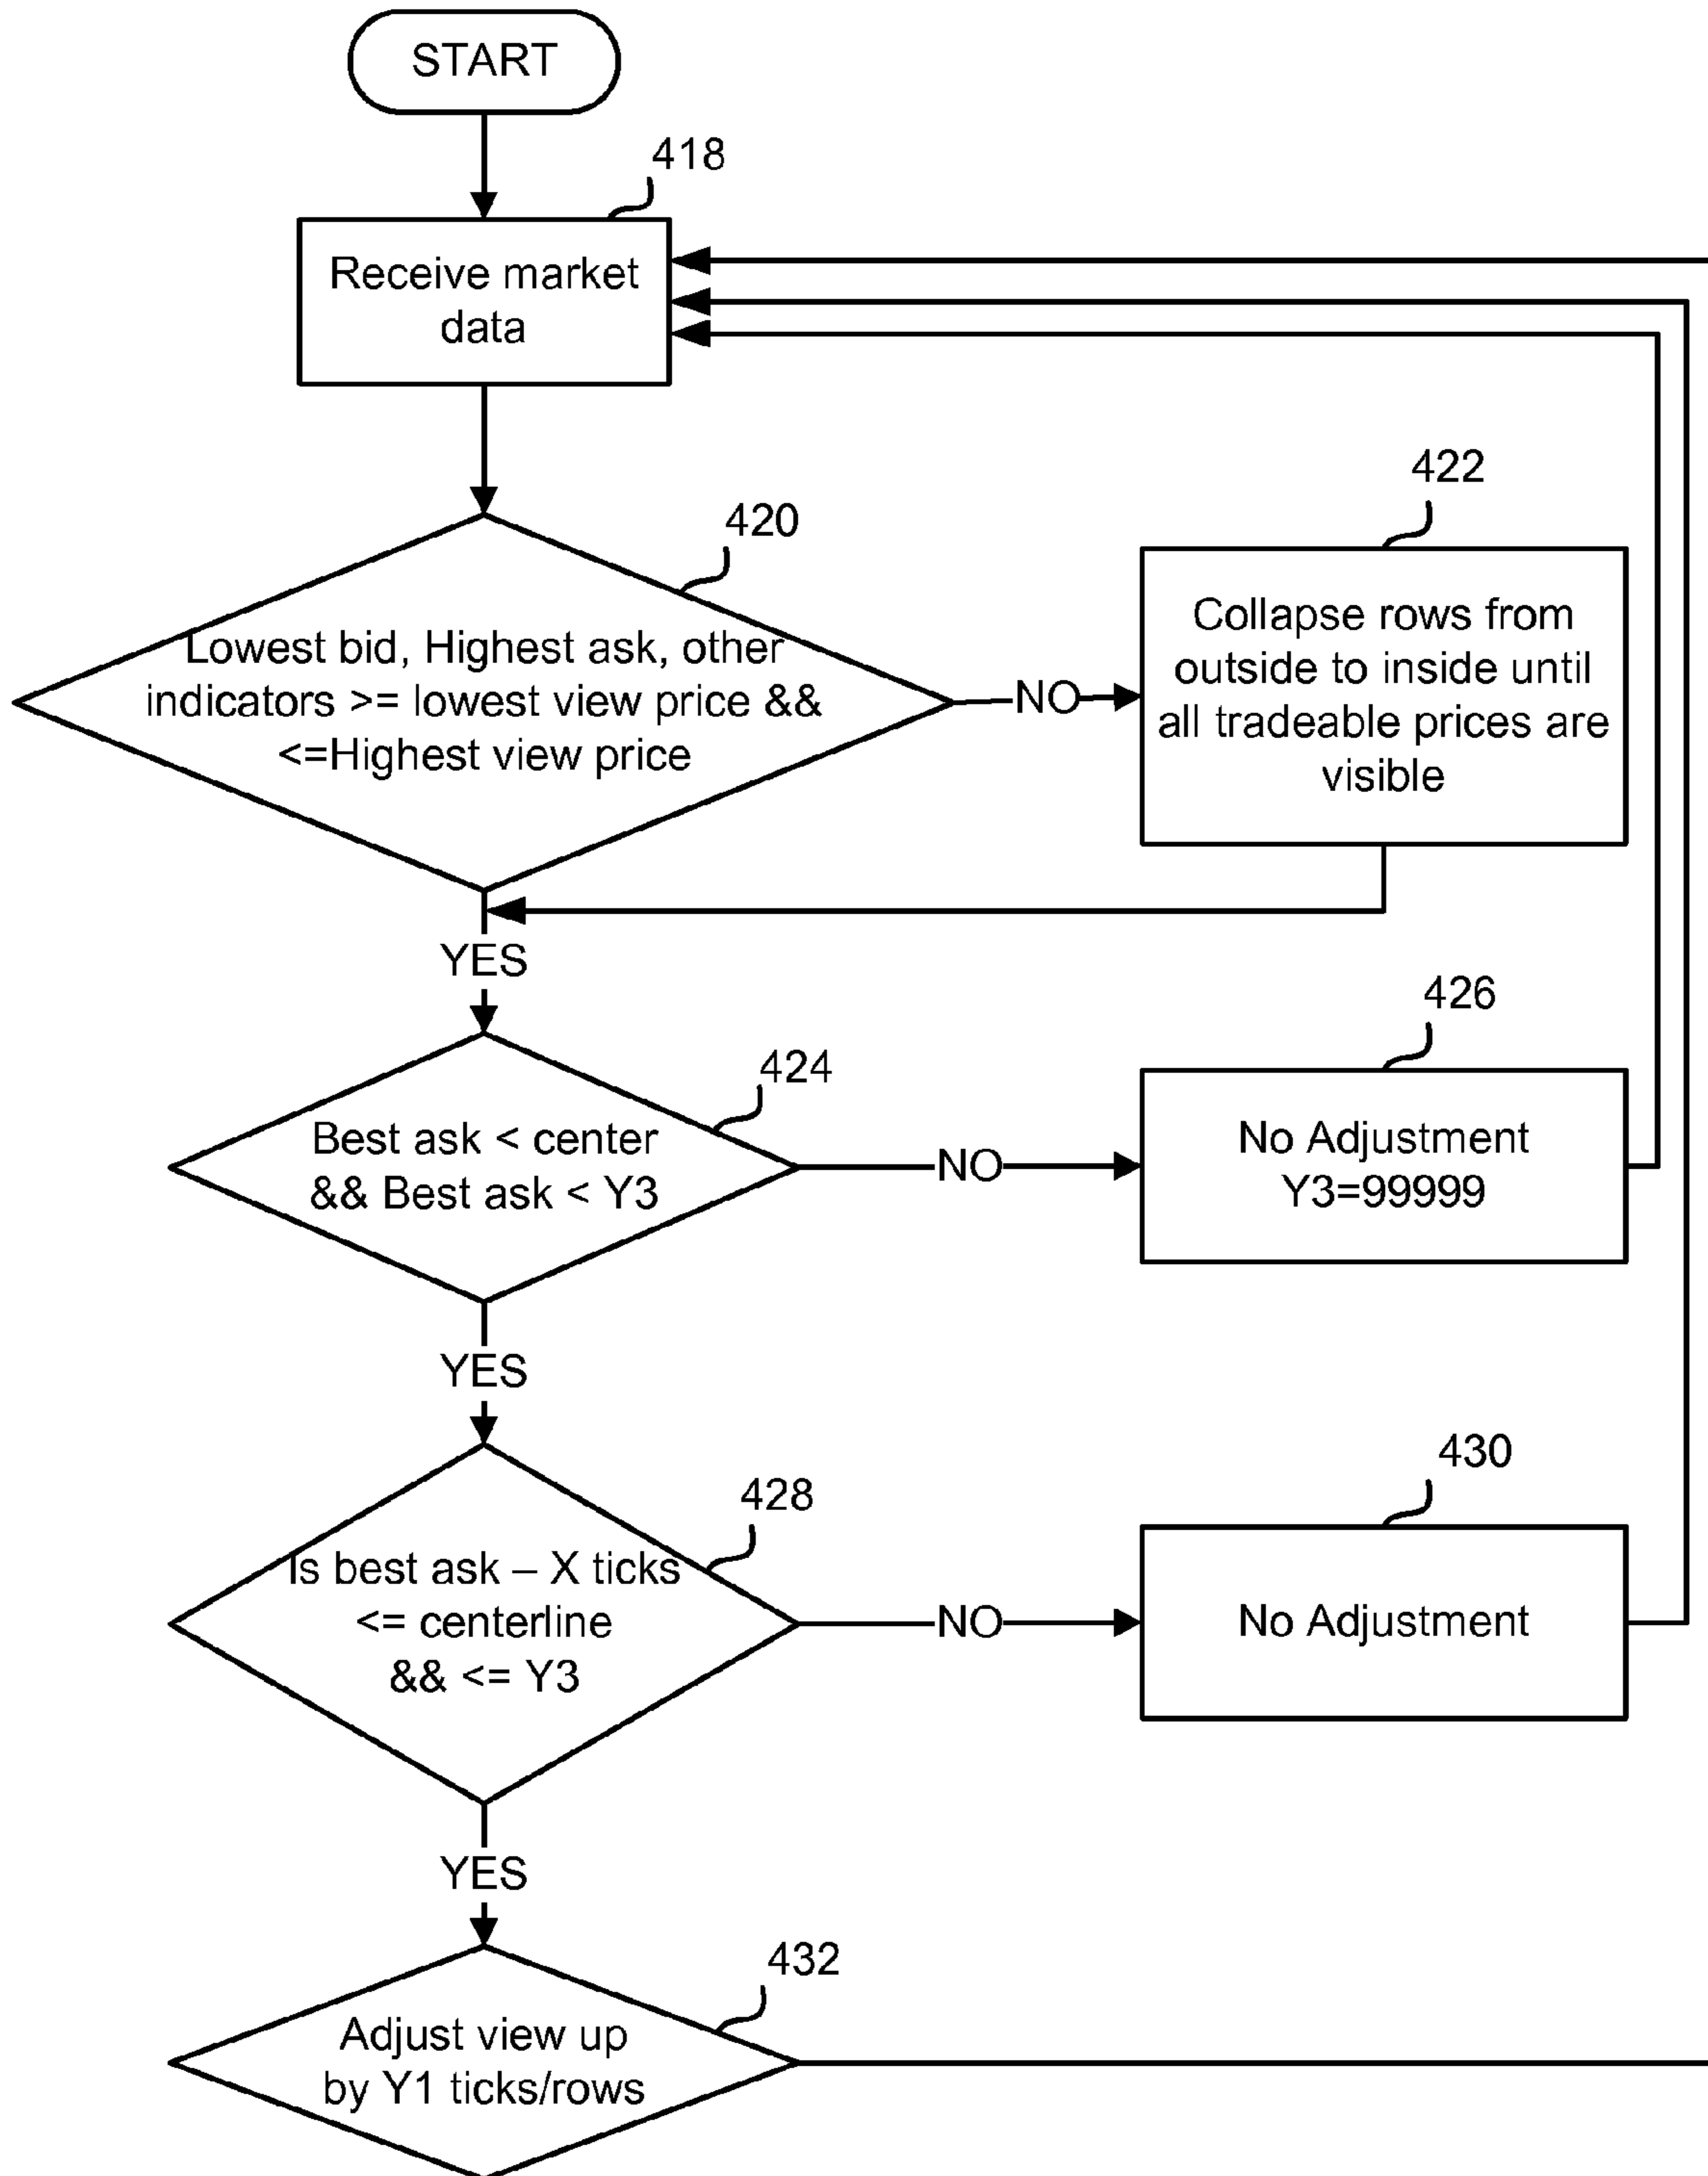 START
418
Receive market
data
420
Lowest bid, Highest ask, other
indicators >= lowest view price &&
<=Highest view price
NO
422
Collapse rows from
outside to inside until
all tradeable prices are
visible
YES
424
Best ask < center
&& Best ask < Y3
NO
426
No Adjustment
Y3=99999
YES
428
Is best ask – X ticks
<= centerline
&& <= Y3
NO
430
No Adjustment
YES
432
Adjust view up
by Y1 ticks/rows